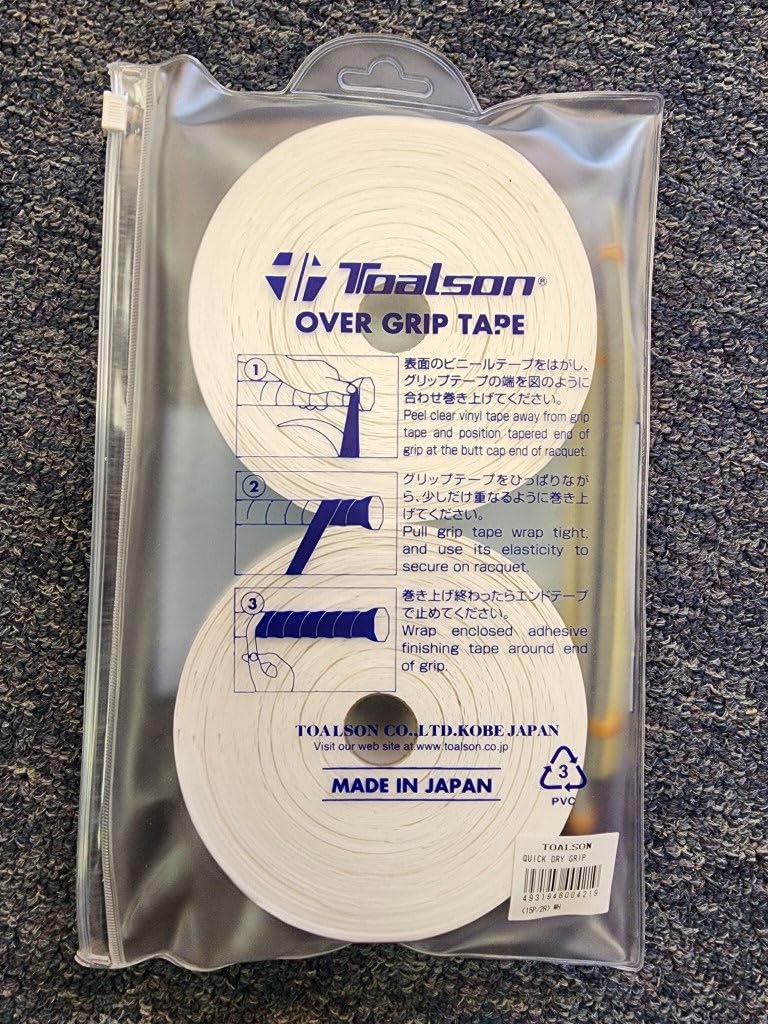 Toalson®
OVER GRIP TAPE
1
表面のビニールテープをはがし、
グリップテープの端を図のように
合わせ巻き上げてください。
Peel clear vinyl tape away from grip
tape and position tapered end of
grip at the butt cap end of racquet.
2
グリップテープをひっぱりなが
ら、少しだけ重なるように巻き上
げてください。
Pull grip tape wrap tight,
and use its elasticity to
secure on racquet.
3
巻き上げ終わったらエンドテープ
で止めてください。
Wrap enclosed adhesive
finishing tape around end
of grip.
TOALSON CO.,LTD.KOBE JAPAN
Visit our web site at.www.toalson.co.jp
MADE IN JAPAN
3
PVC
TOALSON
QUICK DRY GRIP
4931946004219
(15P/2R) WH